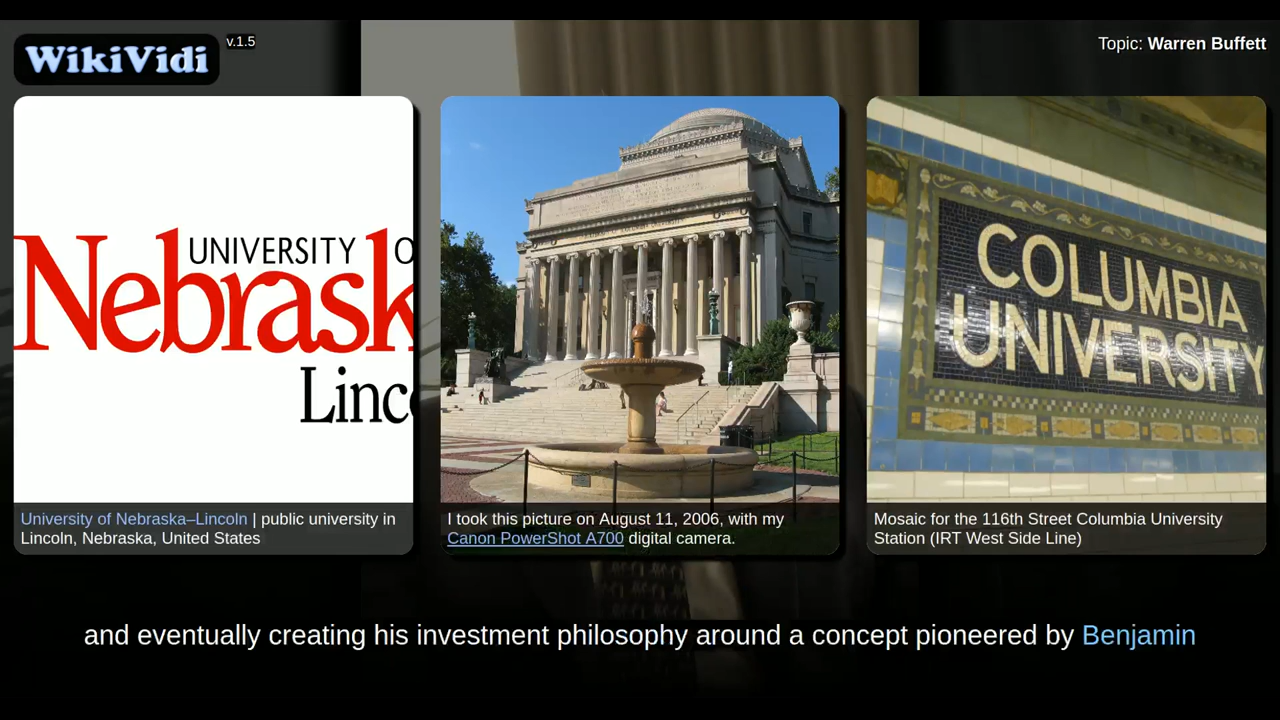 WikiVidi
v.1.5
Topic: Warren Buffett
UNIVERSITY O
Nebrask
Linc
COLUMBIA
UNIVERSITY
University of Nebraska–Lincoln | public university in
Lincoln, Nebraska, United States
I took this picture on August 11, 2006, with my
Canon PowerShot A700 digital camera.
Mosaic for the 116th Street Columbia University
Station (IRT West Side Line)
and eventually creating his investment philosophy around a concept pioneered by Benjamin